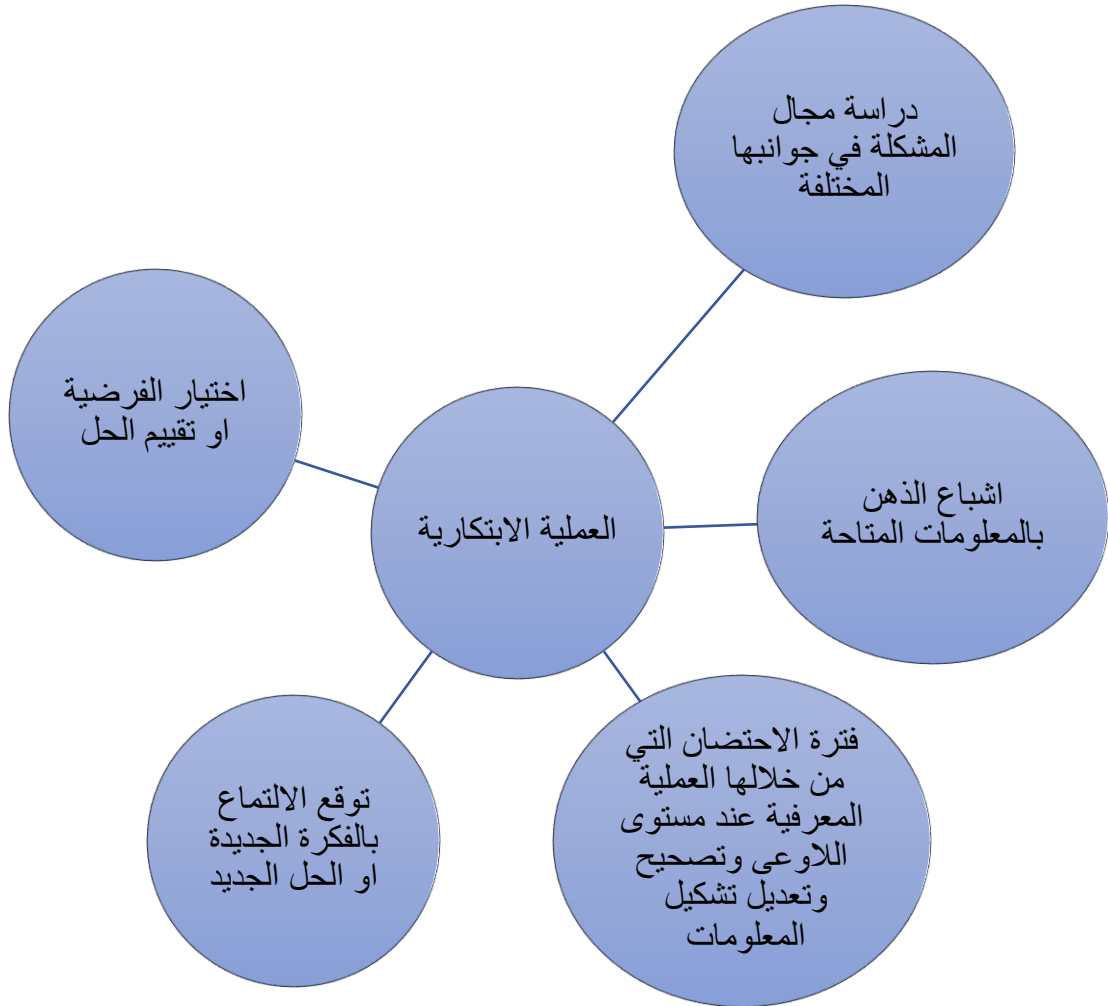 دراسة مجال
المشكلة في جوانبها
المختلفة
اشباع الذهن
بالمعلومات المتاحة
فترة الاحتضان التي
من خلالها العملية
المعرفية عند مستوى
اللاوعى وتصحيح
وتعديل تشكيل
المعلومات
توقع الالتماع
بالفكرة الجديدة
او الحل الجديد
اختيار الفرضية
او تقييم الحل
العملية الابتكارية